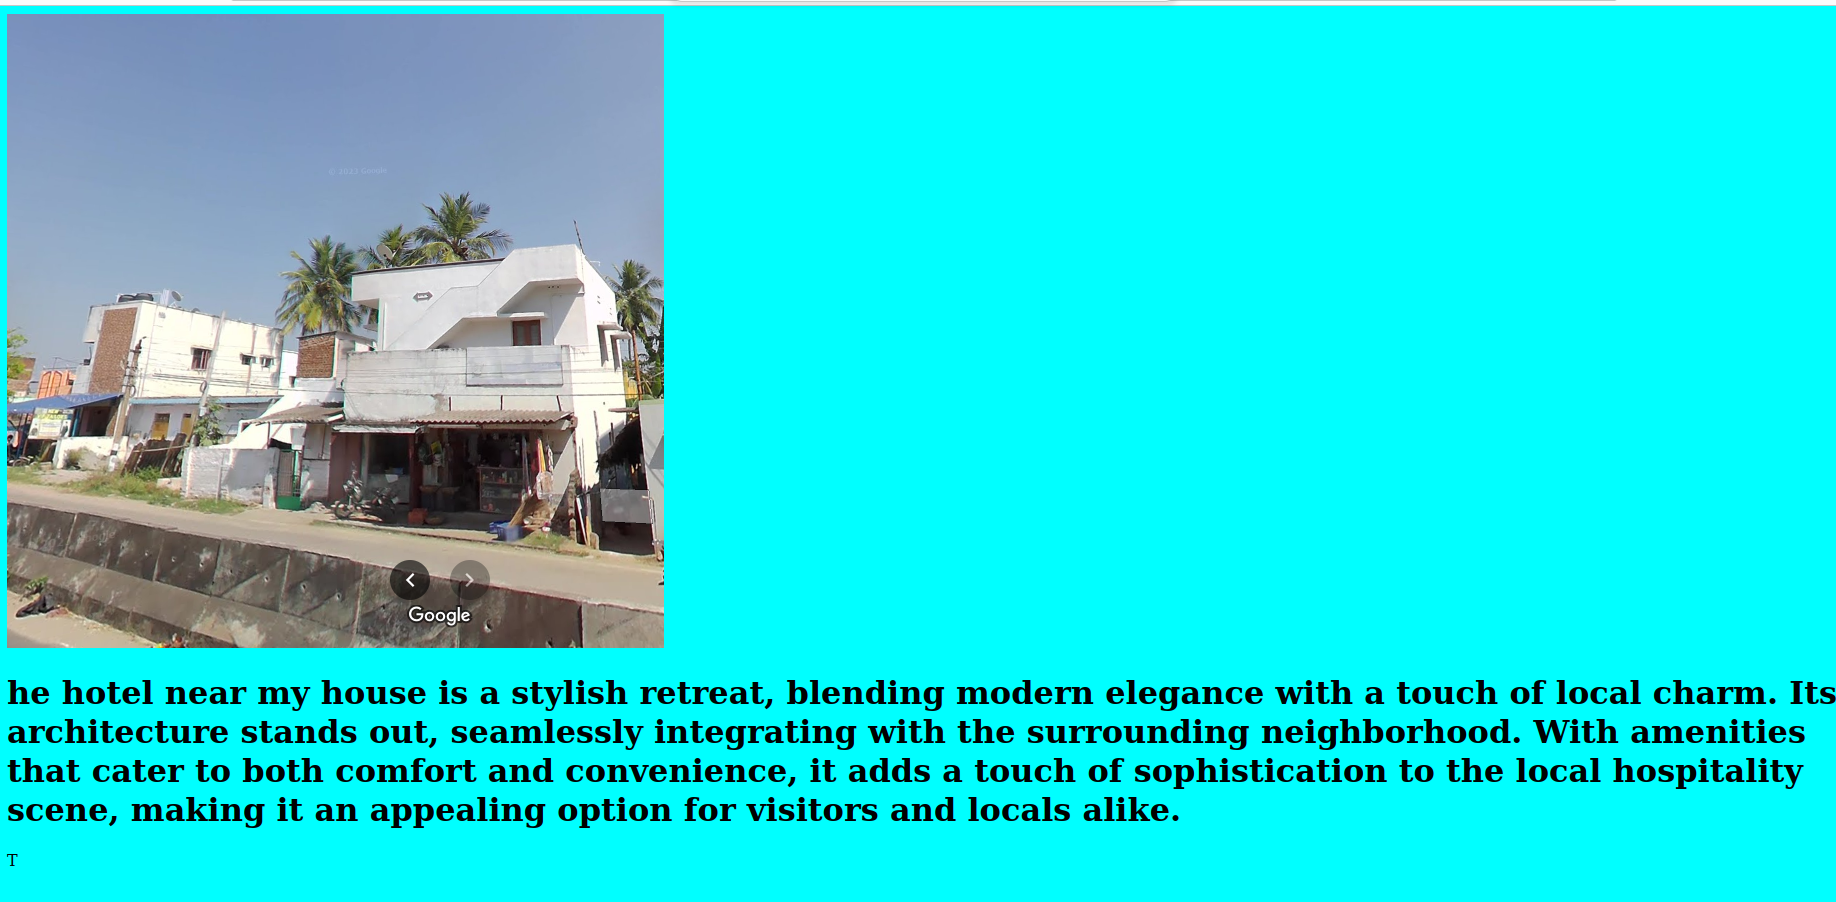 © 2023 Google
Google
he hotel near my house is a stylish retreat, blending modern elegance with a touch of local charm. Its
architecture stands out, seamlessly integrating with the surrounding neighborhood. With amenities
that cater to both comfort and convenience, it adds a touch of sophistication to the local hospitality
scene, making it an appealing option for visitors and locals alike.
T